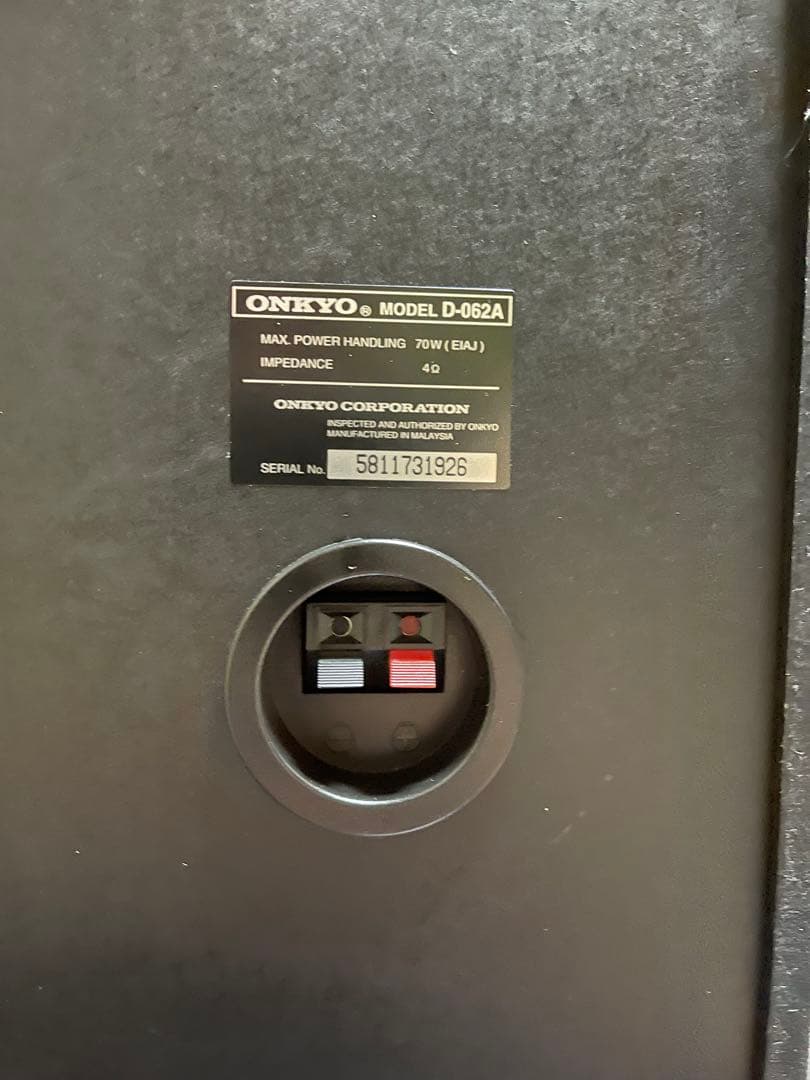 ONKYO® MODEL D-062A
MAX. POWER HANDLING 70W ( EIAJ )
IMPEDANCE 4Ω
ONKYO CORPORATION
INSPECTED AND AUTHORIZED BY ONKYO
MANUFACTURED IN MALAYSIA
SERIAL No. 5811731926
- +